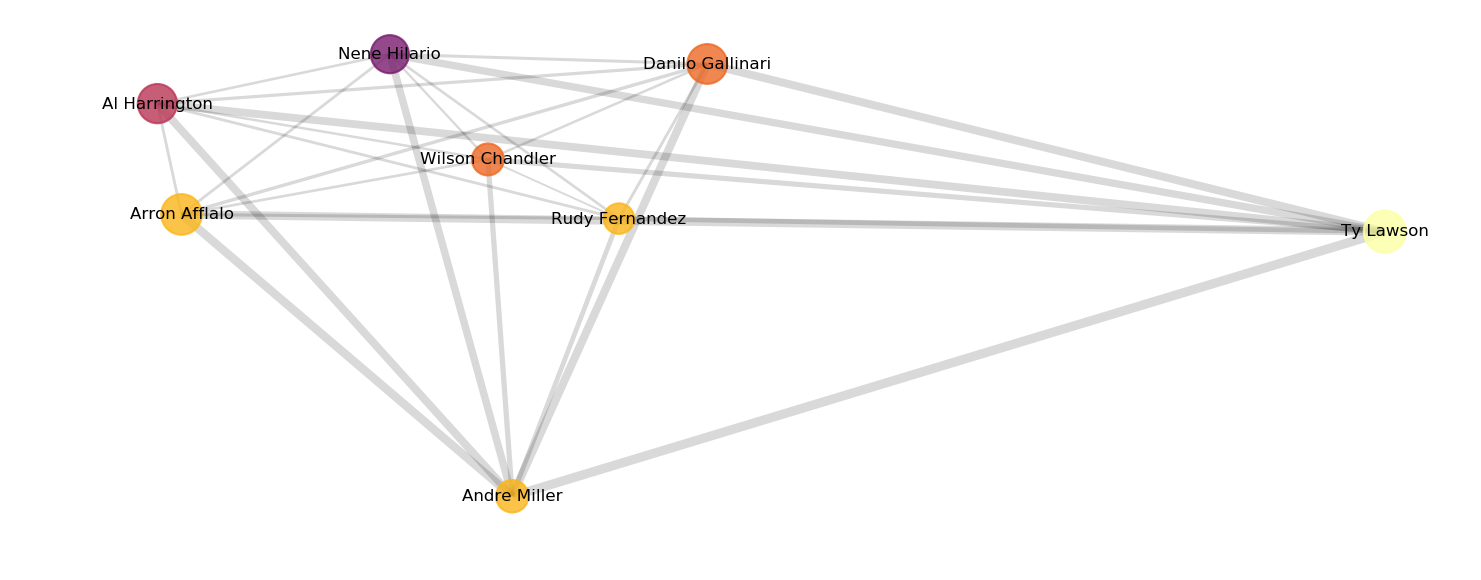 Nene Hilario
Danilo Gallinari
Al Harrington
Wilson Chandler
Arron Afflalo
Rudy Fernandez
Ty Lawson
Andre Miller